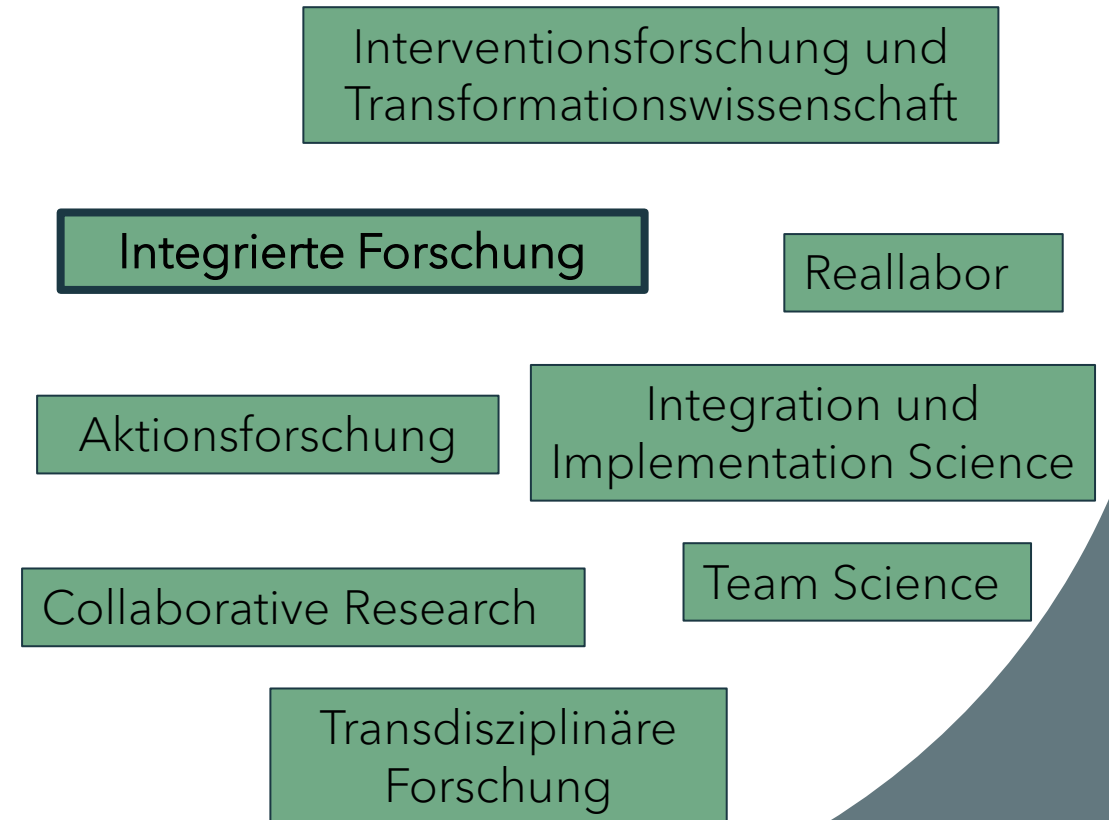 Interventionsforschung und
Transformationswissenschaft
Integrierte Forschung
Reallabor
Aktionsforschung
Integration und
Implementation Science
Collaborative Research
Team Science
Transdisziplinäre
Forschung